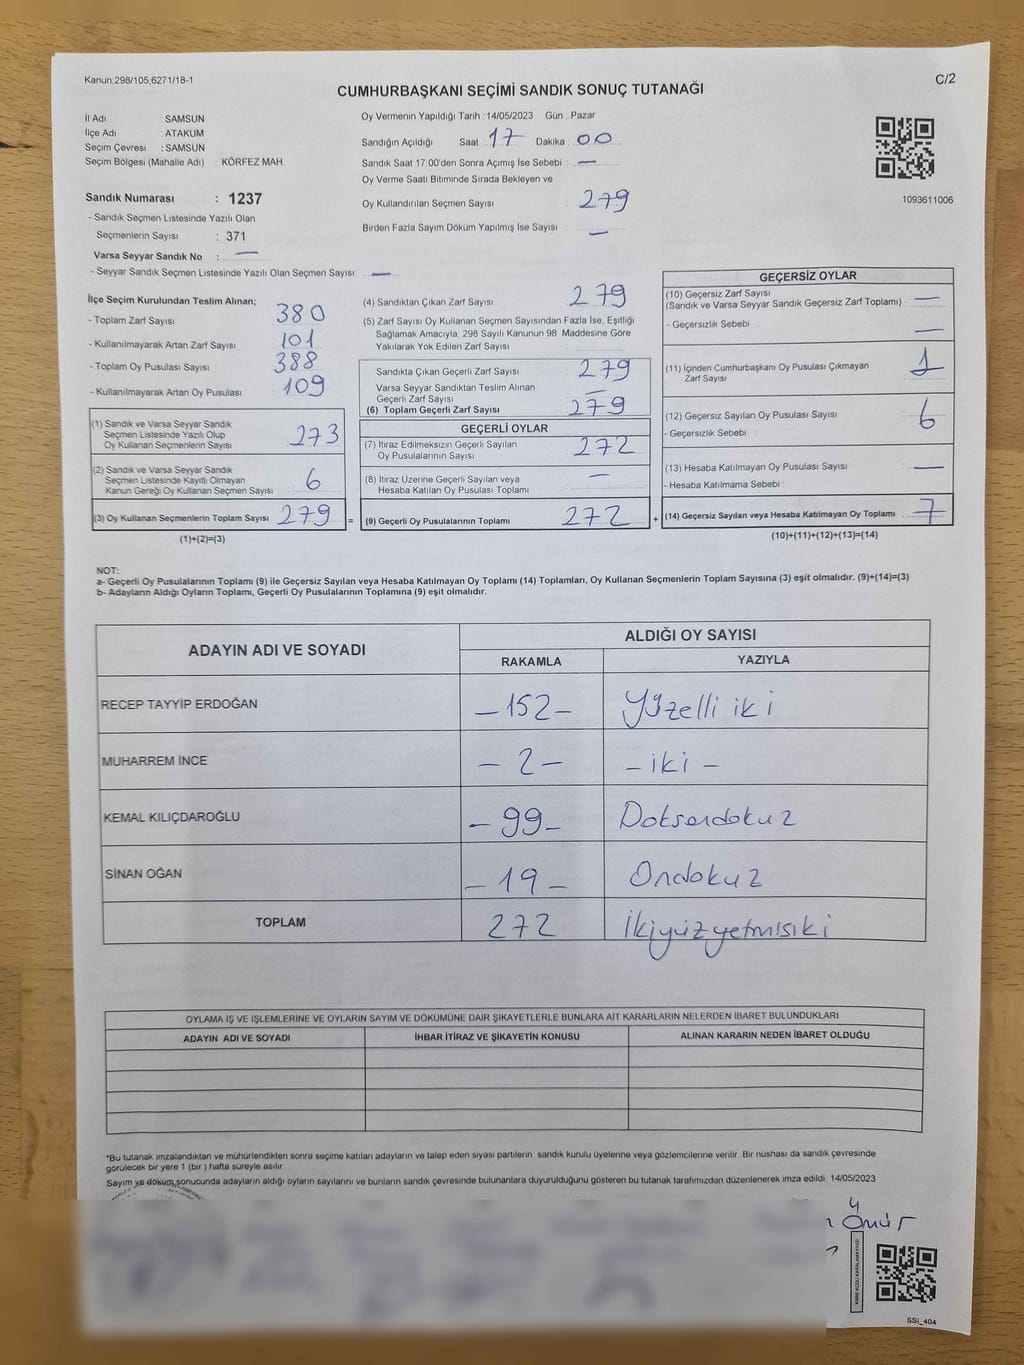 Kanun;298/105;6271/18-1
C/2
CUMHURBAŞKANI SEÇİMİ SANDIK SONUÇ TUTANAĞI
İl Adı : SAMSUN
İlçe Adı : ATAKUM
Seçim Çevresi : SAMSUN
Seçim Bölgesi (Mahalle Adı) : KÖRFEZ MAH.
Sandık Numarası : 1237
- Sandık Seçmen Listesinde Yazılı Olan
Seçmenlerin Sayısı : 371
Varsa Seyyar Sandık No : —
- Seyyar Sandık Seçmen Listesinde Yazılı Olan Seçmen Sayısı: —
Oy Vermenin Yapıldığı Tarih : 14/05/2023 Gün : Pazar
Sandığın Açıldığı Saat : 17 Dakika : 00
Sandık Saat 17:00'den Sonra Açımış İse Sebebi : —
Oy Verme Saati Bitiminde Sırada Bekleyen ve
Oy Kullandırılan Seçmen Sayısı : 279
Birden Fazla Sayım Döküm Yapılmış İse Sayısı : —
1093611006
İlçe Seçim Kurulundan Teslim Alınan;
- Toplam Zarf Sayısı 380
- Kullanılmayarak Artan Zarf Sayısı 101
- Toplam Oy Pusulası Sayısı 388
- Kullanılmayarak Artan Oy Pusulası 109
(1) Sandık ve Varsa Seyyar Sandık
Seçmen Listesinde Yazılı Olup
Oy Kullanan Seçmenlerin Sayısı 273
(2) Sandık ve Varsa Seyyar Sandık
Seçmen Listesinde Kayıtlı Olmayan
Kanun Gereği Oy Kullanan Seçmen Sayısı 6
(3) Oy Kullanan Seçmenlerin Toplam Sayısı 279 =
(1)+(2)=(3)
(4) Sandıktan Çıkan Zarf Sayısı 279
(5) Zarf Sayısı Oy Kullanan Seçmen Sayısından Fazla İse, Eşitliği
Sağlamak Amacıyla; 298 Sayılı Kanunun 98. Maddesine Göre
Yakılarak Yok Edilen Zarf Sayısı :
Sandıkta Çıkan Geçerli Zarf Sayısı 279
Varsa Seyyar Sandıktan Teslim Alınan
Geçerli Zarf Sayısı —
(6) Toplam Geçerli Zarf Sayısı 279
GEÇERLİ OYLAR
(7) İtiraz Edilmeksizin Geçerli Sayılan
Oy Pusulalarının Sayısı 272
(8) İtiraz Üzerine Geçerli Sayılan veya
Hesaba Katılan Oy Pusulası Toplamı —
(9) Geçerli Oy Pusulalarının Toplamı 272 +
GEÇERSİZ OYLAR
(10) Geçersiz Zarf Sayısı
(Sandık ve Varsa Seyyar Sandık Geçersiz Zarf Toplamı) : —
- Geçersizlik Sebebi : —
(11) İçinden Cumhurbaşkanı Oy Pusulası Çıkmayan
Zarf Sayısı 1
(12) Geçersiz Sayılan Oy Pusulası Sayısı : 6
- Geçersizlik Sebebi :
(13) Hesaba Katılmayan Oy Pusulası Sayısı : —
- Hesaba Katılmama Sebebi :
(14) Geçersiz Sayılan veya Hesaba Katılmayan Oy Toplamı : 7
(10)+(11)+(12)+(13)=(14)
NOT:
a- Geçerli Oy Pusulalarının Toplamı (9) ile Geçersiz Sayılan veya Hesaba Katılmayan Oy Toplamı (14) Toplamları, Oy Kullanan Seçmenlerin Toplam Sayısına (3) eşit olmalıdır. (9)+(14)=(3)
b- Adayların Aldığı Oyların Toplamı, Geçerli Oy Pusulalarının Toplamına (9) eşit olmalıdır.
ADAYIN ADI VE SOYADI
ALDIĞI OY SAYISI
RAKAMLA YAZIYLA
RECEP TAYYİP ERDOĞAN –152– Yüzelli iki
MUHARREM İNCE – 2 – – iki –
KEMAL KILIÇDAROĞLU – 99 – Doksandokuz
SİNAN OĞAN – 19 – Ondokuz
TOPLAM 272 İkiyüzyetmişiki
OYLAMA İŞ VE İŞLEMLERİNE VE OYLARIN SAYIM VE DÖKÜMÜNE DAİR ŞİKAYETLERLE BUNLARA AİT KARARLARIN NELERDEN İBARET BULUNDUKLARI
ADAYIN ADI VE SOYADI İHBAR İTİRAZ VE ŞİKAYETİN KONUSU ALINAN KARARIN NEDEN İBARET OLDUĞU
*Bu tutanak imzalandıktan ve mühürlendikten sonra seçime katılan adayların ve talep eden siyasi partilerin sandık kurulu üyelerine veya gözlemcilerine verilir. Bir nüshası da sandık çevresinde
görülecek bir yere 1 (bir ) hafta süreyle asılır.
Sayım ve döküm sonucunda adayların aldığı oyların sayılarını ve bunların sandık çevresinde bulunanlara duyurulduğunu gösteren bu tutanak tarafımızdan düzenlenerek imza edildi. 14/05/2023
Ömür
SSI_404